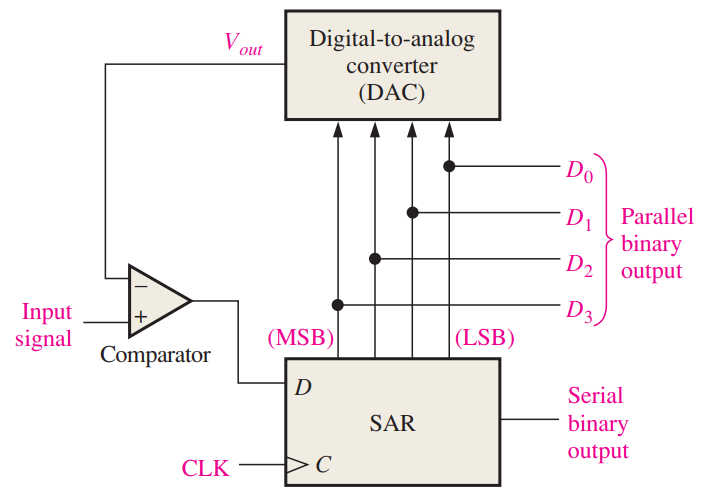 V_out
Digital-to-analog
converter
(DAC)
D₀
D₁
D₂
D₃
Parallel
binary
output
Input
signal
−
+
Comparator
(MSB)
(LSB)
D
SAR
CLK
C
Serial
binary
output